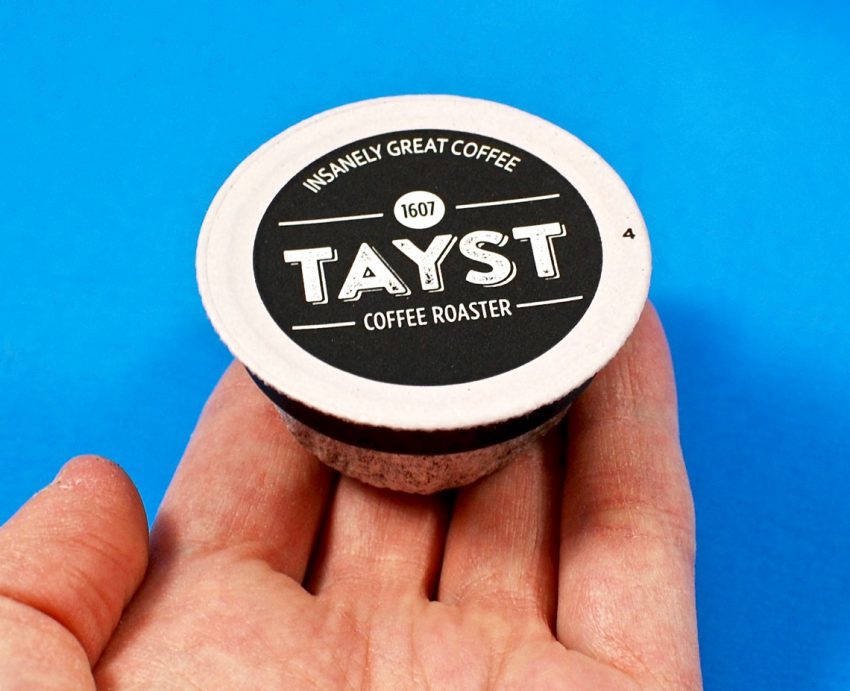 INSANELY GREAT COFFEE
1607
TAYST
COFFEE ROASTER
4